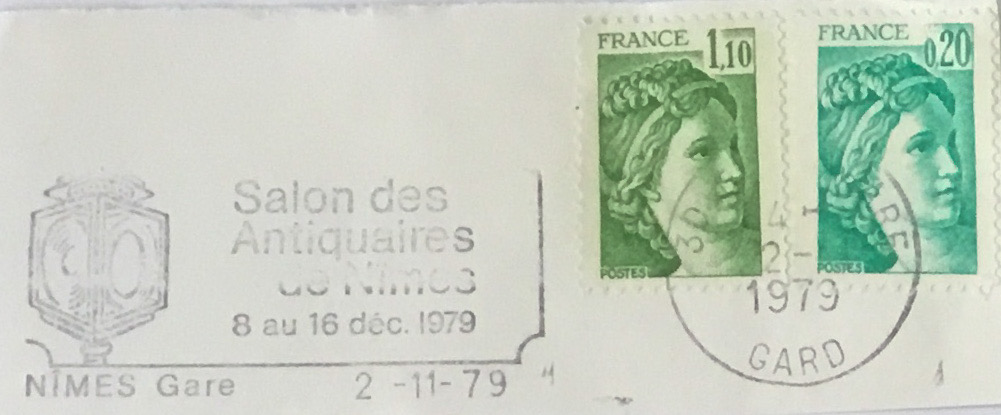 FRANCE 1,10
POSTES
FRANCE 0,20
POSTES
Salon des
Antiquaires
de Nîmes
8 au 16 déc. 1979
NÎMES Gare 2 -11- 79
30
1979
GARD